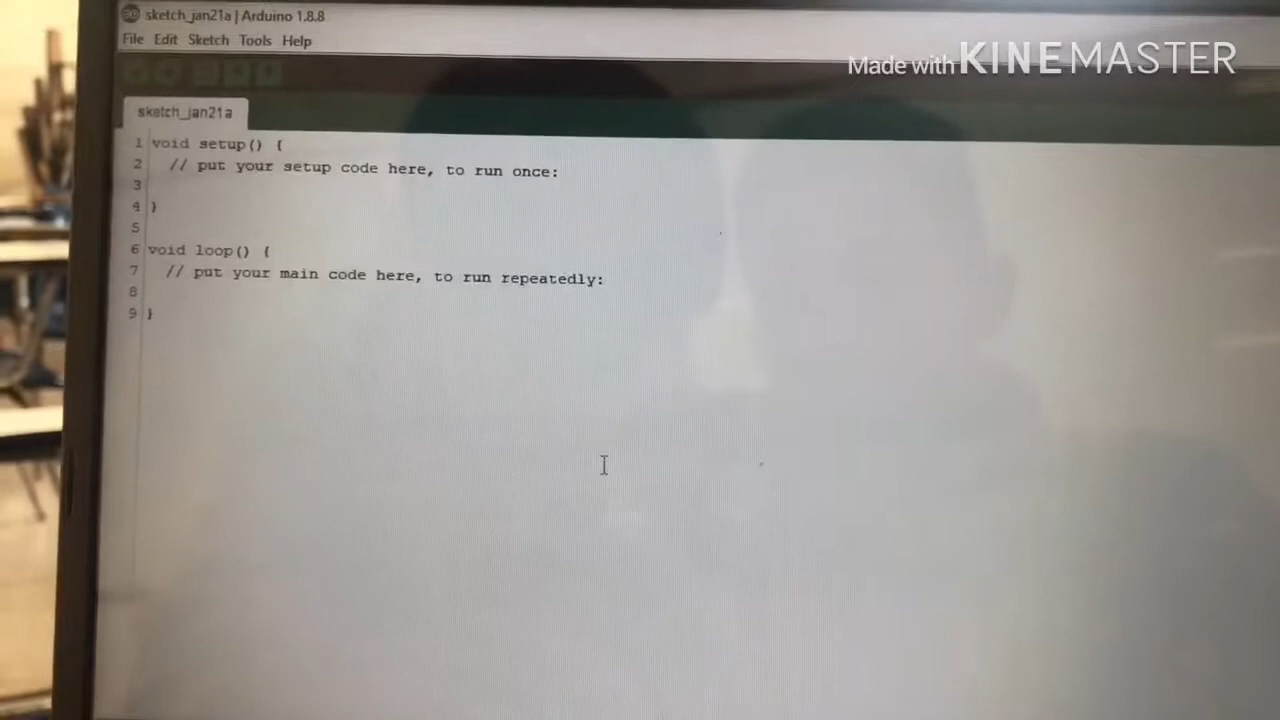 sketch_jan21a | Arduino 1.8.8
File Edit Sketch Tools Help
Made with KINEMASTER
sketch_jan21a
1 void setup() {
2 // put your setup code here, to run once:
3
4 }
5
6 void loop() {
7 // put your main code here, to run repeatedly:
8
9 }